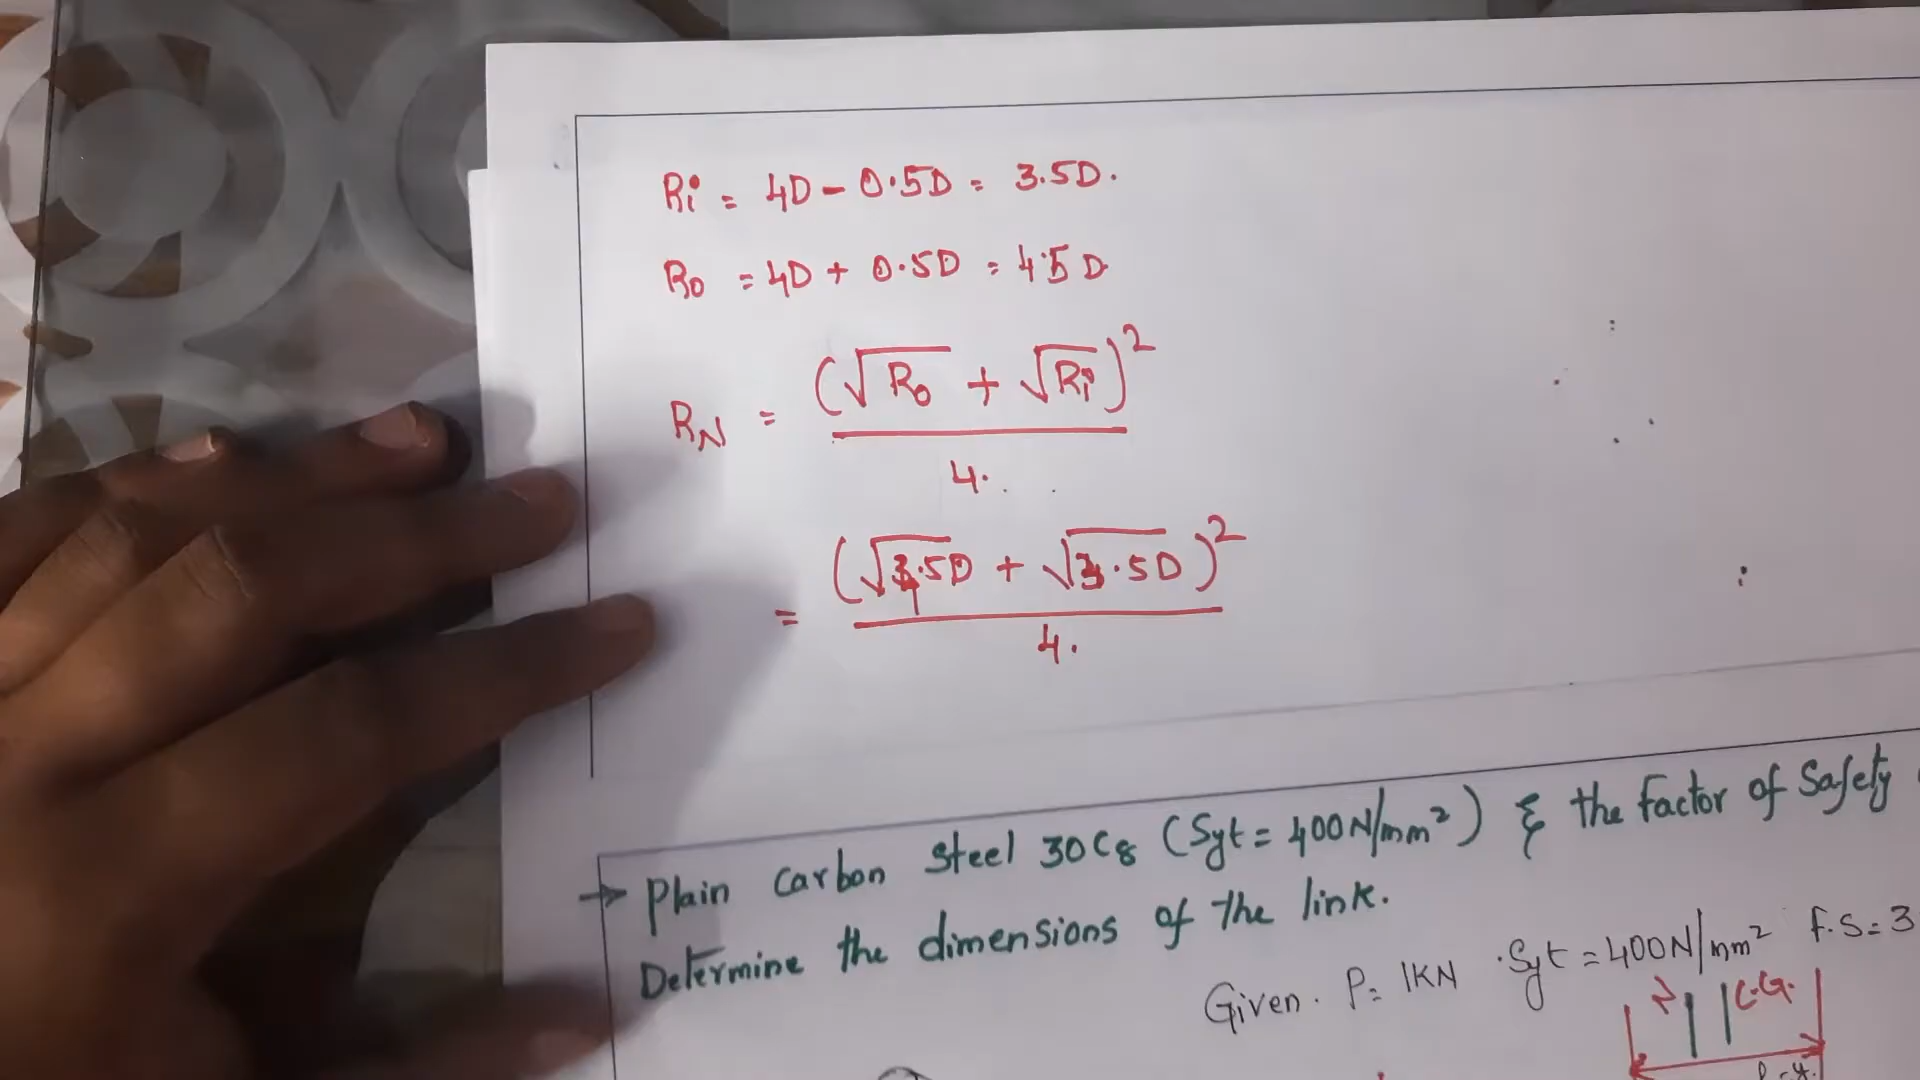 Ri = 4D - 0.5D = 3.5D.
Ro = 4D + 0.5D = 4.5D
RN = (√Ro + √Ri)²
4.
= (√4.5D + √3.5D)²
4.
→ Plain carbon steel 30C8 (Syt = 400N/mm²) & the factor of Safety
Determine the dimensions of the link.
Given. P= 1KN . Syt = 400N/mm² F.S = 3
N C.G.